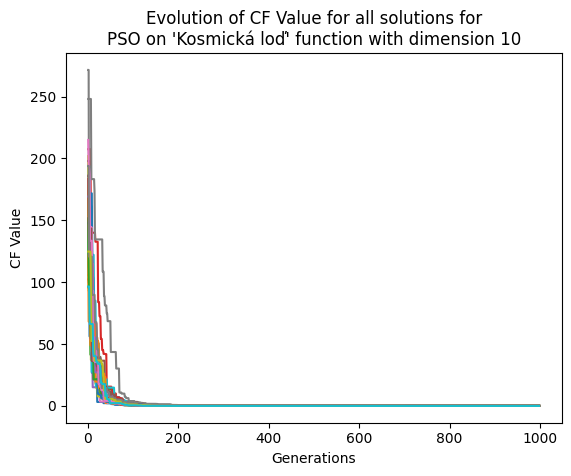 Evolution of CF Value for all solutions for
PSO on 'Kosmická loď' function with dimension 10
CF Value
250
200
150
100
50
0
0 200 400 600 800 1000
Generations